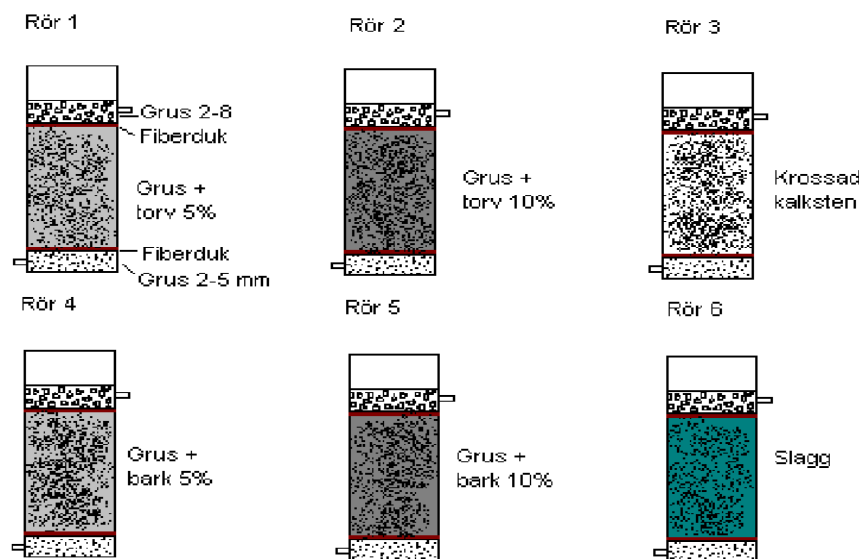 Rör 1
Rör 2
Rör 3
Grus 2-8
Fiberduk
Grus +
torv 5%
Fiberduk
Grus 2-5 mm
Grus +
torv 10%
Krossad
kalksten
Rör 4
Rör 5
Rör 6
Grus +
bark 5%
Grus +
bark 10%
Slagg